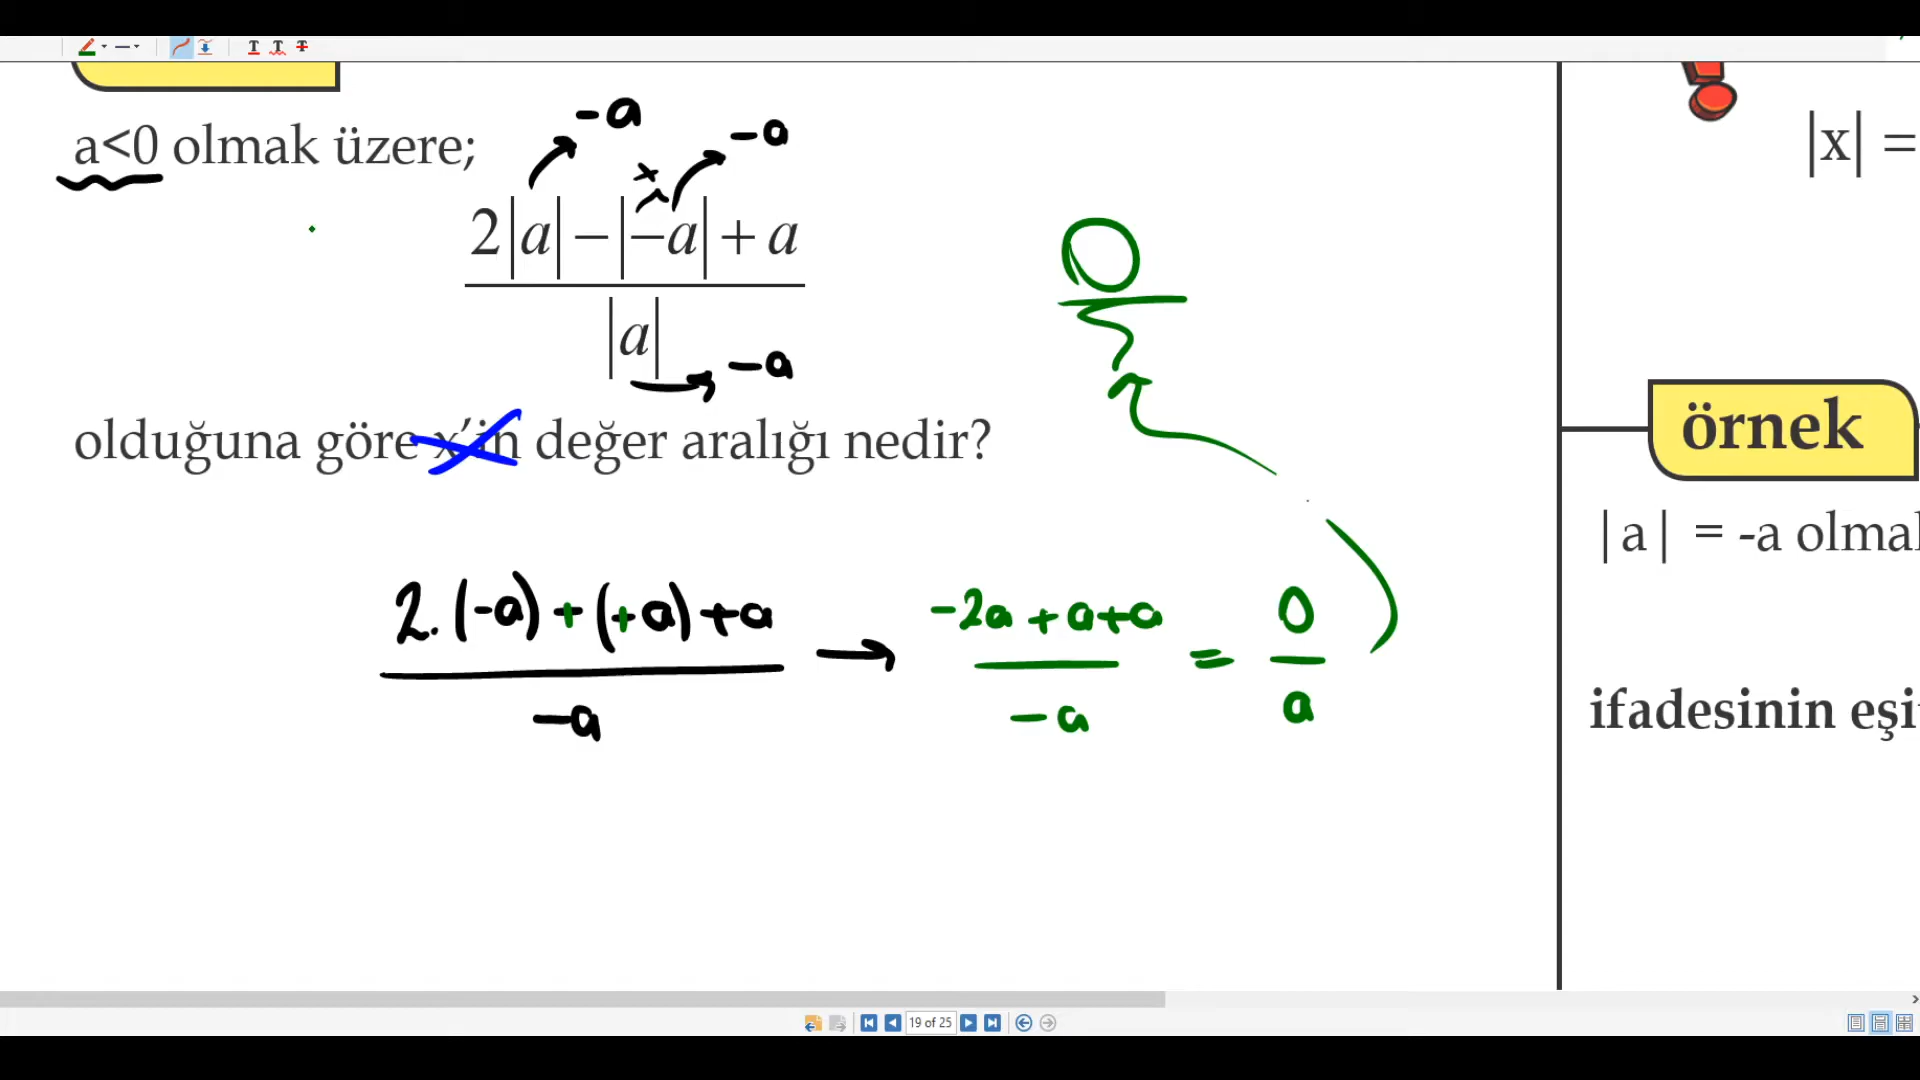 a<0 olmak üzere;
-a
-a
x
2|a|-|-a|+a
|a|
-a
olduğuna göre x'in değer aralığı nedir?
0
2.(-a)+(+a)+a
-a
-2a+a+a
-a
=
0
a
|x| =
örnek
|a| = -a olmal
ifadesinin eşi
19 of 25